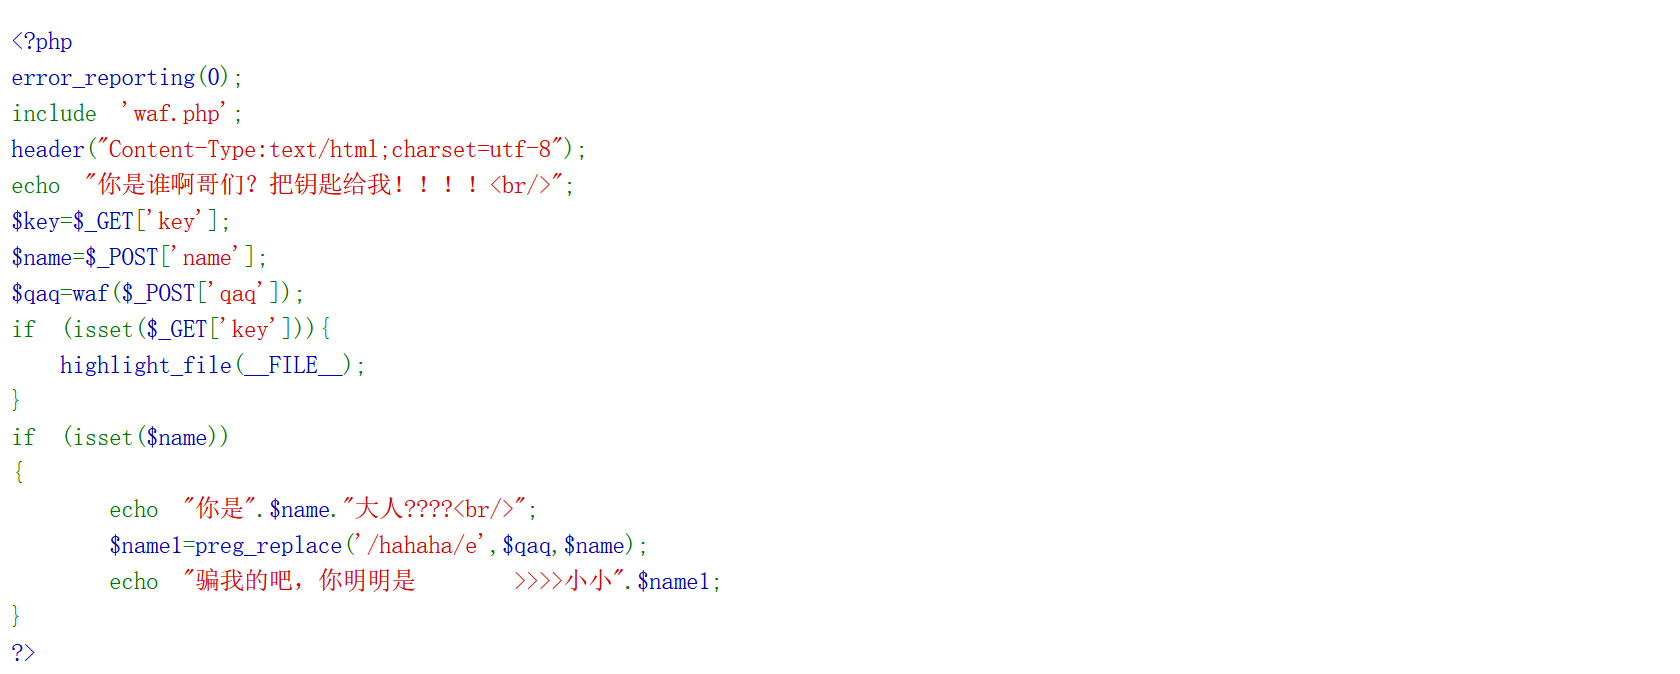 <?php
error_reporting(0);
include 'waf.php';
header("Content-Type:text/html;charset=utf-8");
echo "你是谁啊哥们？把钥匙给我！！！！<br/>";
$key=$_GET['key'];
$name=$_POST['name'];
$qaq=waf($_POST['qaq']);
if (isset($_GET['key'])){
    highlight_file(__FILE__);
}
if (isset($name))
{
        echo "你是".$name."大人????<br/>";
        $name1=preg_replace('/hahaha/e',$qaq,$name);
        echo "骗我的吧，你明明是        >>>>小小".$name1;
}
?>